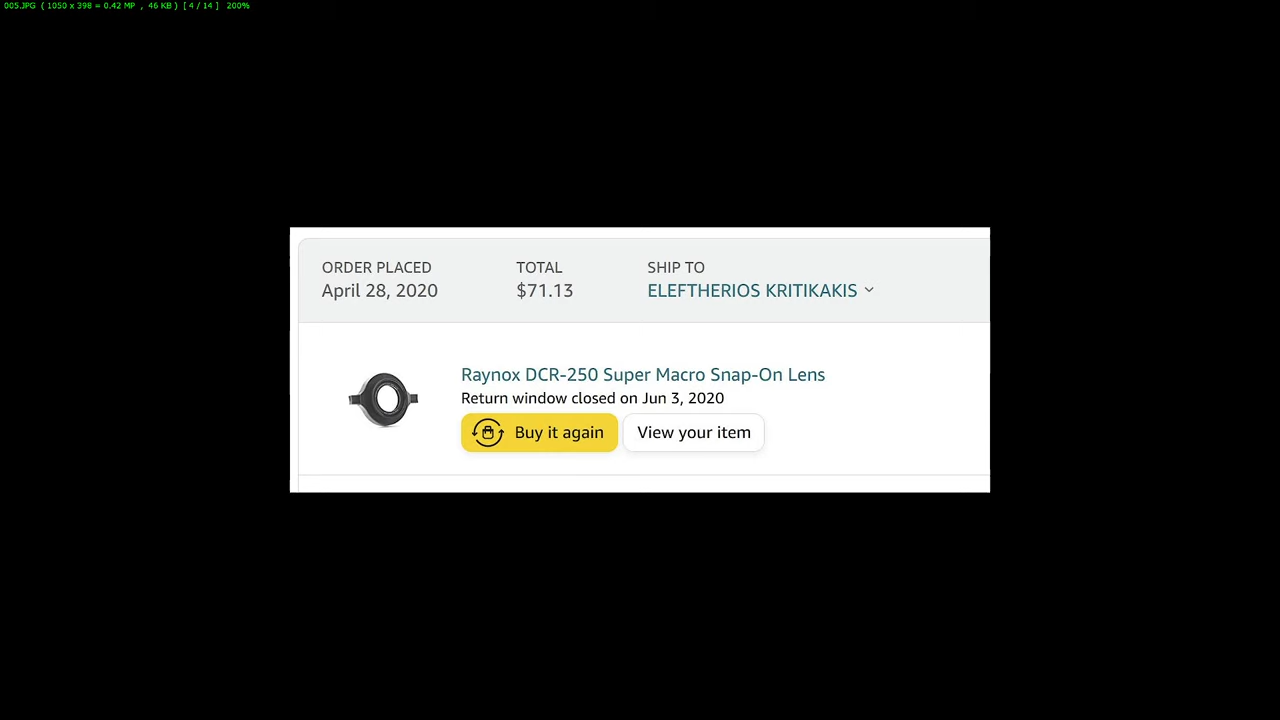 005.JPG ( 1050 x 398 = 0.42 MP , 46 KB ) [ 4 / 14 ] 200%
ORDER PLACED TOTAL SHIP TO
April 28, 2020 $71.13 ELEFTHERIOS KRITIKAKIS
Raynox DCR-250 Super Macro Snap-On Lens
Return window closed on Jun 3, 2020
Buy it again View your item